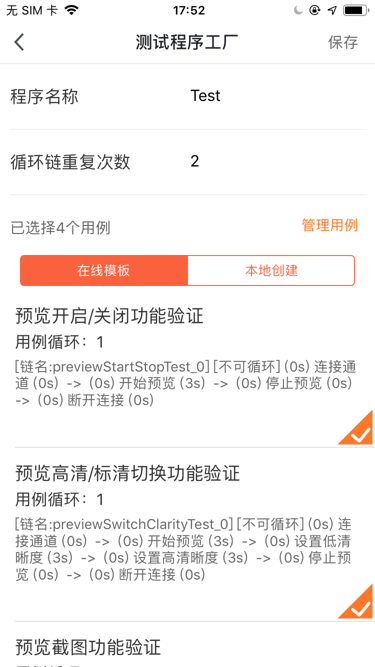 无 SIM 卡
17:52
测试程序工厂
保存
程序名称
Test
循环链重复次数
2
已选择4个用例
管理用例
在线模板
本地创建
预览开启/关闭功能验证
用例循环：1
[链名:previewStartStopTest_0][不可循环] (0s) 连接通
道 (0s) -> (0s) 开始预览 (3s) -> (0s) 停止预览 (0s)
-> (0s) 断开连接 (0s)
预览高清/标清切换功能验证
用例循环：1
[链名:previewSwitchClarityTest_0][不可循环] (0s) 连
接通道 (0s) -> (0s) 开始预览 (3s) -> (0s) 设置低清
晰度 (3s) -> (0s) 设置高清晰度 (3s) -> (0s) 停止预
览 (0s) -> (0s) 断开连接 (0s)
预览截图功能验证